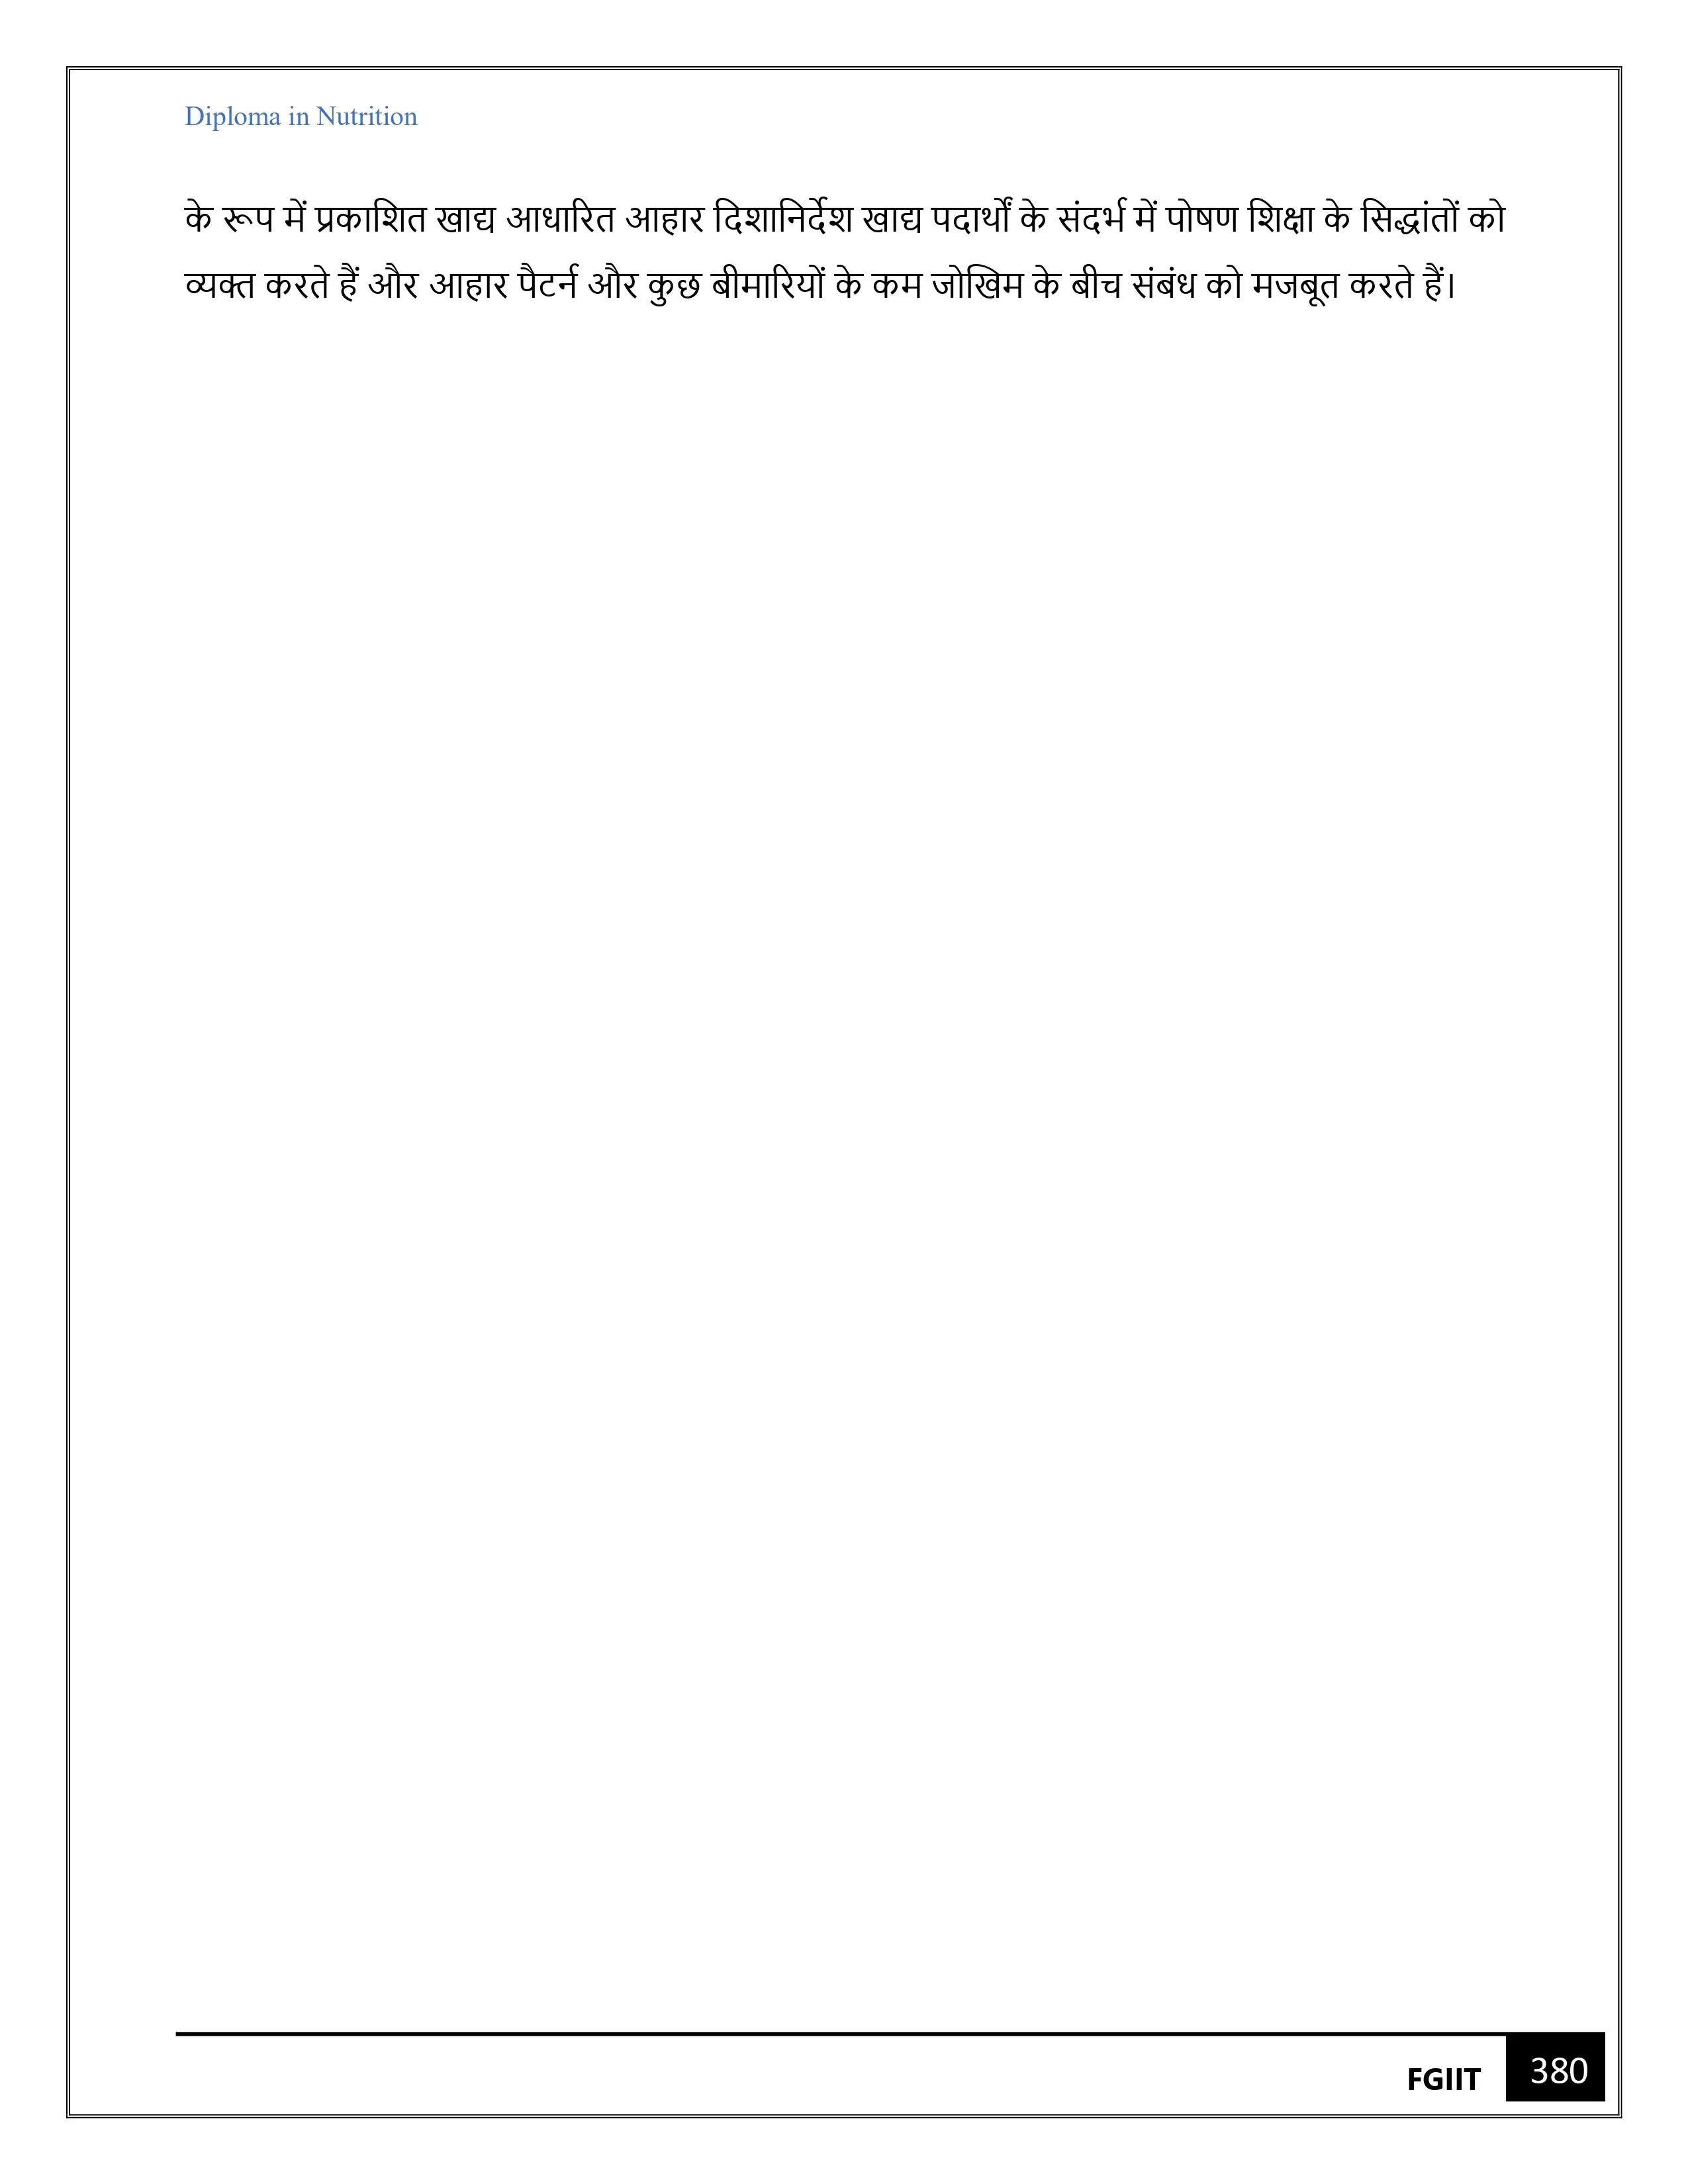 Diploma in Nutrition
के रूप में प्रकाशित खाद्य आधारित आहार दिशानिर्देश खाद्य पदार्थों के संदर्भ में पोषण शिक्षा के सिद्धांतों को
व्यक्त करते हैं और आहार पैटर्न और कुछ बीमारियों के कम जोखिम के बीच संबंध को मजबूत करते हैं।
FGIIT 380